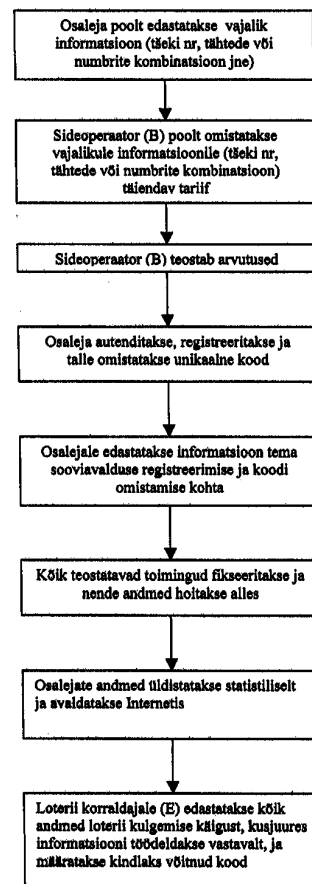 Osaleja poolt edastatakse vajalik
informatsioon (tšeki nr, tähtede või
numbrite kombinatsioon jne)
Sideoperaator (B) poolt omistatakse
vajalikule informatsioonile (tšeki nr,
tähtede või numbrite kombinatsioon)
täiendav tariif
Sideoperaator (B) teostab arvutused
Osaleja autenditakse, registreeritakse ja
talle omistatakse unikaalne kood
Osalejale edastatakse informatsioon tema
sooviavalduse registreerimise ja koodi
omistamise kohta
Kõik teostatavad toimingud fikseeritakse ja
nende andmed hoitakse alles
Osalejate andmed üldistatakse statistiliselt
ja avaldatakse Internetis
Loterii korraldajale (E) edastatakse kõik
andmed loterii kulgemise käigust, kusjuures
informatsiooni töödeldakse vastavalt, ja
määratakse kindlaks võitnud kood